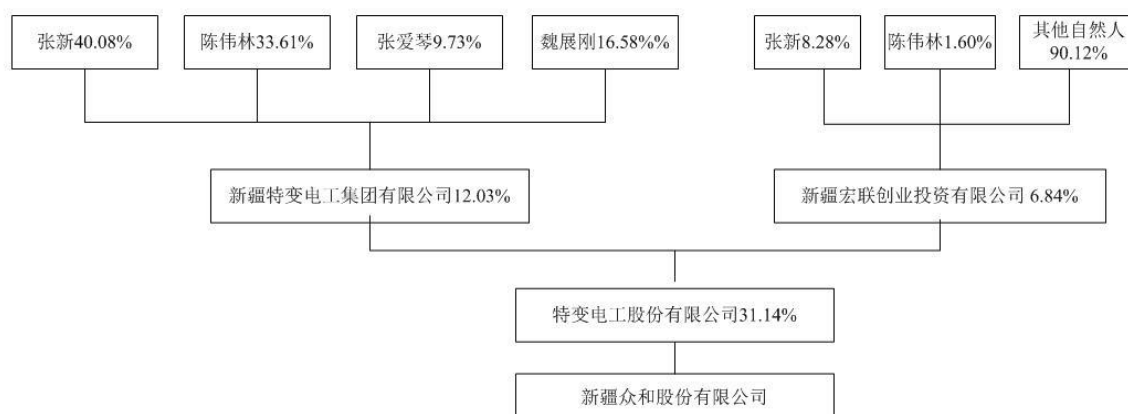 张新40.08%
陈伟林33.61%
张爱琴9.73%
魏展刚16.58%%
张新8.28%
陈伟林1.60%
其他自然人
90.12%
新疆特变电工集团有限公司12.03%
新疆宏联创业投资有限公司 6.84%
特变电工股份有限公司31.14%
新疆众和股份有限公司